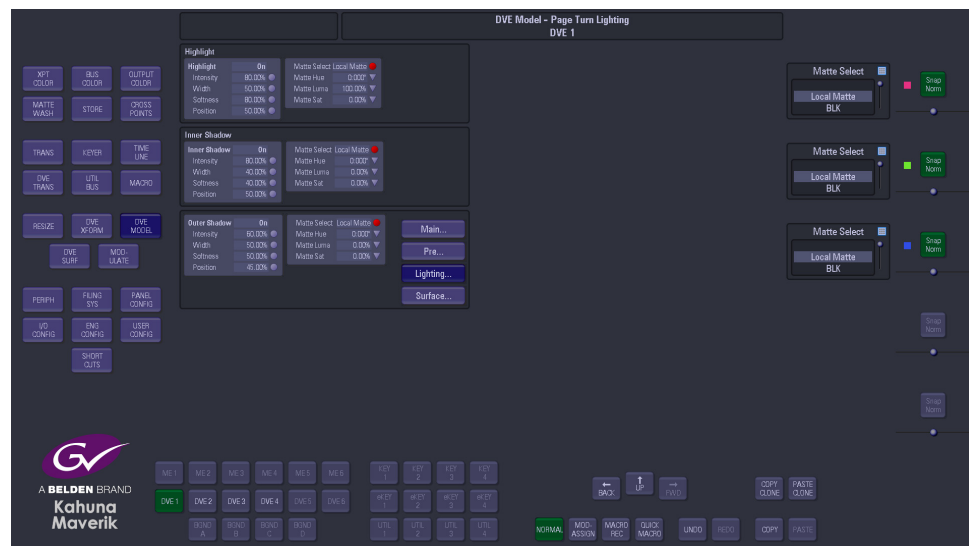 DVE Model - Page Turn Lighting
DVE 1
XPT COLOR
BUS COLOR
OUTPUT COLOR
MATTE WASH
STORE
CROSS POINTS
TRANS
KEYER
TIME LINE
DVE TRANS
UTIL BUS
MACRO
RESIZE
DVE XFORM
DVE MODEL
DVE SURF
MOD- ULATE
PERIPH
FILING SYS
PANEL CONFIG
I/O CONFIG
ENG CONFIG
USER CONFIG
SHORT CUTS
Highlight
Highlight On
Intensity 80.00%
Width 50.00%
Softness 80.00%
Position 50.00%
Matte Select Local Matte
Matte Hue 0.000°
Matte Luma 100.00%
Matte Sat 0.00%
Inner Shadow
Inner Shadow On
Intensity 80.00%
Width 40.00%
Softness 40.00%
Position 50.00%
Matte Select Local Matte
Matte Hue 0.000°
Matte Luma 0.00%
Matte Sat 0.00%
Outer Shadow On
Intensity 60.00%
Width 50.00%
Softness 50.00%
Position 45.00%
Matte Select Local Matte
Matte Hue 0.000°
Matte Luma 0.00%
Matte Sat 0.00%
Main...
Pre...
Lighting...
Surface...
Matte Select
Local Matte
BLK
Snap Norm
Matte Select
Local Matte
BLK
Snap Norm
Matte Select
Local Matte
BLK
Snap Norm
Snap Norm
Snap Norm
GV
A BELDEN BRAND
Kahuna
Maverik
ME 1 ME 2 ME 3 ME 4 ME 5 ME 6
KEY 1 KEY 2 KEY 3 KEY 4
DVE 1 DVE 2 DVE 3 DVE 4 DVE 5 DVE 6
eKEY 1 eKEY 2 eKEY 3 eKEY 4
BOND A BOND B BOND C BOND D
UTIL 1 UTIL 2 UTIL 3 UTIL 4
BACK
UP
FWD
COPY CLONE
PASTE CLONE
NORMAL
MOD- ASSIGN
MACRO REC
QUICK MACRO
UNDO
REDO
COPY
PASTE